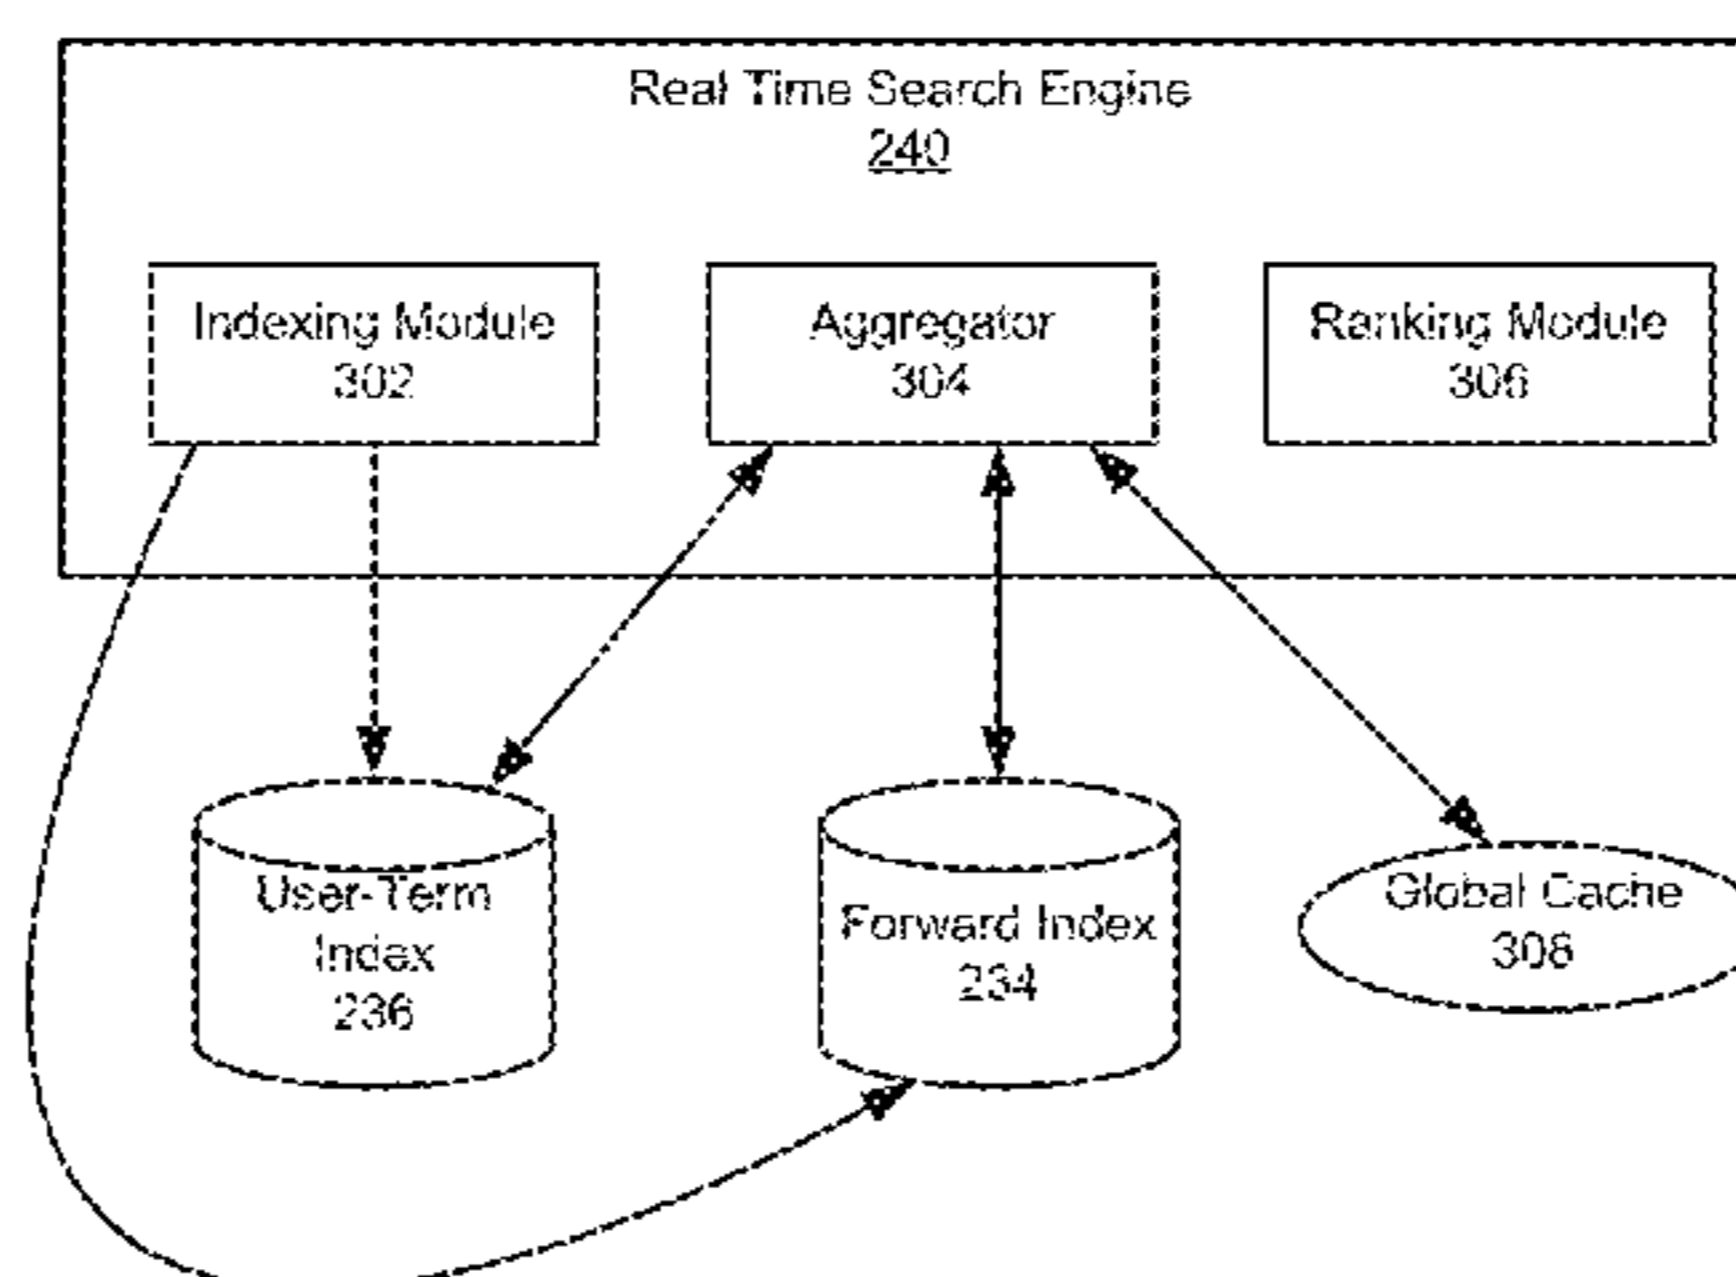 Real Time Search Engine
240
Indexing Module
302
Aggregator
304
Ranking Module
306
User-Term
Index
236
Forward Index
234
Global Cache
308